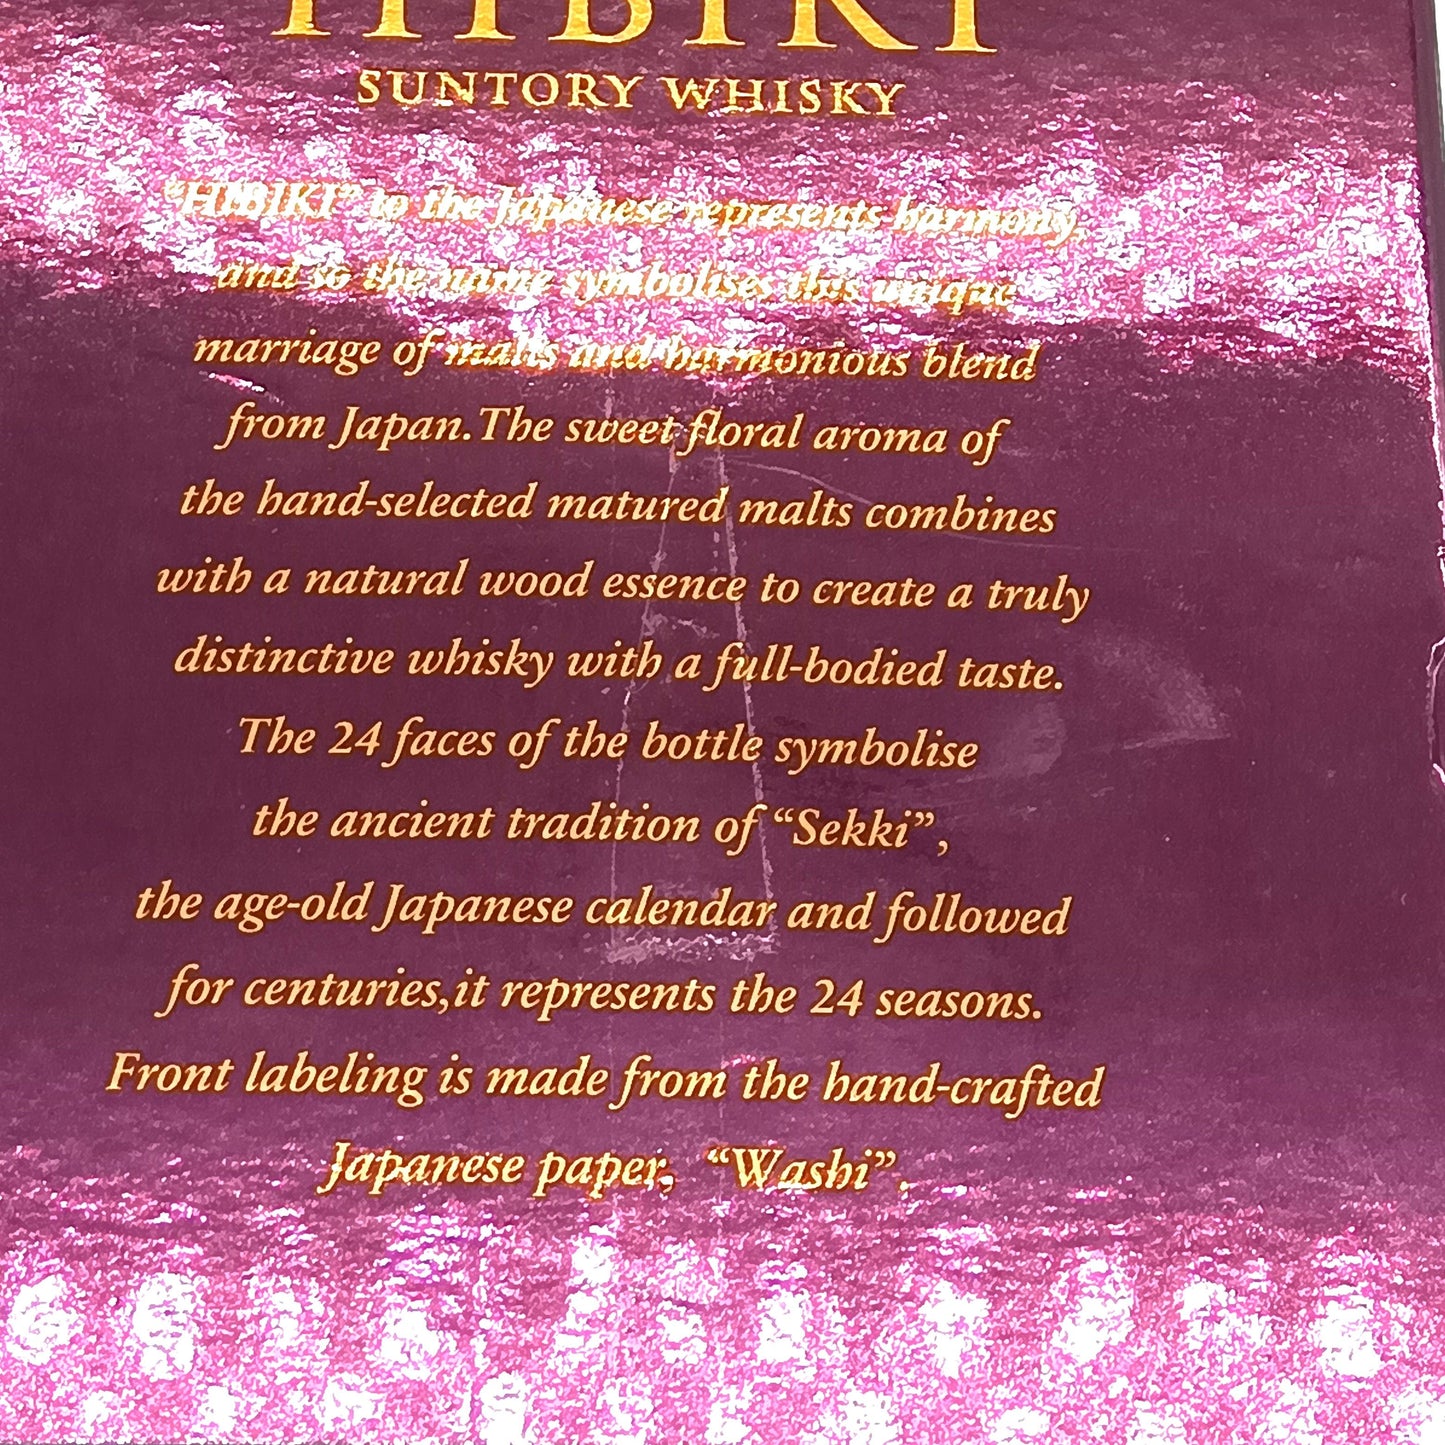 HIBIKI
SUNTORY WHISKY
“HIBIKI” to the Japanese represents harmony,
and so the name symbolises this unique
marriage of malts and harmonious blend
from Japan.The sweet floral aroma of
the hand-selected matured malts combines
with a natural wood essence to create a truly
distinctive whisky with a full-bodied taste.
The 24 faces of the bottle symbolise
the ancient tradition of “Sekki”,
the age-old Japanese calendar and followed
for centuries,it represents the 24 seasons.
Front labeling is made from the hand-crafted
Japanese paper, “Washi”.